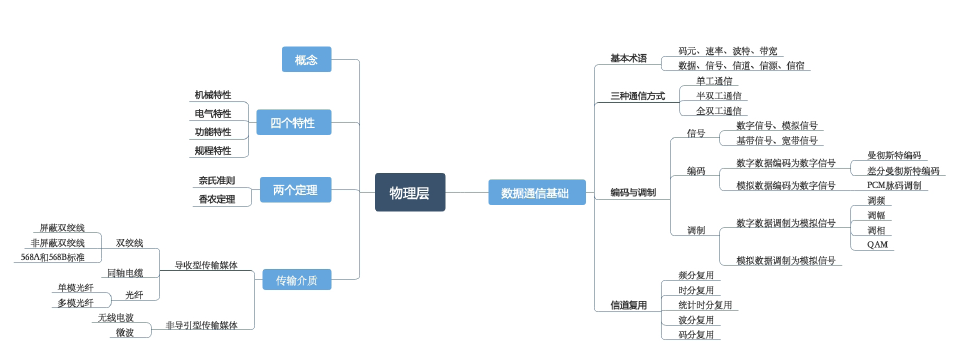 物理层
概念
四个特性
机械特性
电气特性
功能特性
规程特性
两个定理
奈氏准则
香农定理
传输介质
导收型传输媒体
双绞线
屏蔽双绞线
非屏蔽双绞线
568A和568B标准
同轴电缆
光纤
单模光纤
多模光纤
非导引型传输媒体
无线电波
微波
数据通信基础
基本术语
码元、速率、波特、带宽
数据、信号、信道、信源、信宿
三种通信方式
单工通信
半双工通信
全双工通信
编码与调制
信号
数字信号、模拟信号
基带信号、宽带信号
编码
数字数据编码为数字信号
曼彻斯特编码
差分曼彻斯特编码
模拟数据编码为数字信号
PCM脉码调制
调制
数字数据调制为模拟信号
调频
调幅
调相
QAM
模拟数据调制为模拟信号
信道复用
频分复用
时分复用
统计时分复用
波分复用
码分复用